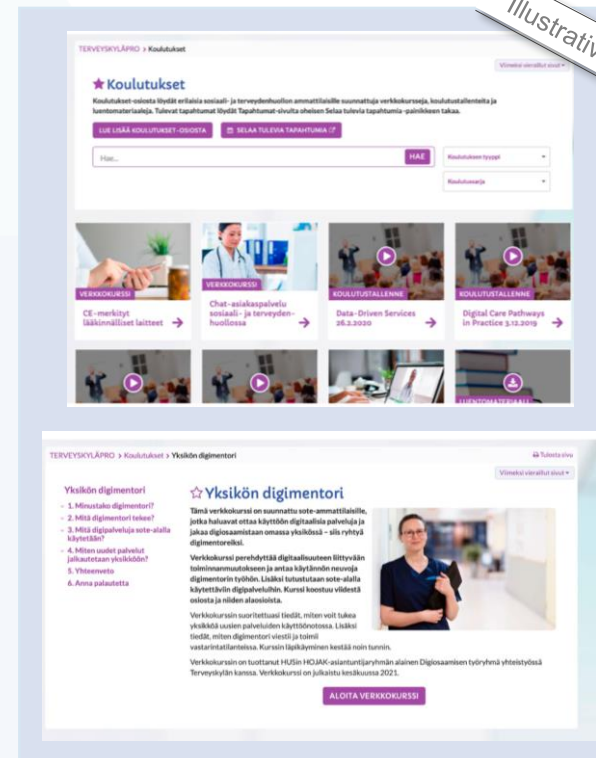 Illustrativ
TERVEYSKYLÄPRO > Koulutukset
Viimeksi vieraillut sivut
Koulutukset
Koulutukset-osiosta löydät erilaisia sosiaali- ja terveydenhuollon ammattilaisille suunnattuja verkkokursseja, koulutustallenteita ja
luentomateriaaleja. Tulevat tapahtumat löydät Tapahtumat-sivulta oheisen Selaa tulevia tapahtumia -painikkeen
takaa.
LUE LISÄÄ KOULUTUKSET-OSIOSTA
SELAA TULEVIA TAPAHTUMIA
Hae...
HAE
Koulutuksen tyyppi
Koulutussarja
VERKKOKURSSI
CE-merkityt
lääkinnälliset laitteet
VERKKOKURSSI
Chat-asiakaspalvelu
sosiaali- ja terveyden-
huollossa
KOULUTUSTALLENNE
Data-Driven Services
26.2.2020
KOULUTUSTALLENNE
Digital Care Pathways
in Practice 3.12.2019
LUENTOMATERIAALI
TERVEYSKYLÄPRO > Koulutukset > Yksikön digimentori
Tulosta sivu
Viimeksi vieraillut sivut
Yksikön digimentori
1. Minustako digimentori?
2. Mitä digimentori tekee?
3. Mitä digipalveluja sote-alalla
käytetään?
4. Miten uudet palvelut
jalkautetaan yksikköön?
5. Yhteenveto
6. Anna palautetta
Yksikön digimentori
Tämä verkkokurssi on suunnattu sote-ammattilaisille,
jotka haluavat ottaa käyttöön digitaalisia palveluja ja
jakaa digiosaamistaan omassa yksikössä – siis ryhtyä
digimentoreiksi.
Verkkokurssi perehdyttää digitaalisuuteen liittyvään
toiminnanmuutokseen ja antaa käytännön neuvoja
digimentorin työhön. Lisäksi tutustutaan sote-alalla
käytettäviin digipalveluihin. Kurssi koostuu viidestä
osiosta ja niiden alaosioista.
Verkkokurssin suoritettuasi tiedät, miten voit tukea
yksikköä uusien palveluiden käyttöönotossa. Lisäksi
tiedät, miten digimentori viestii ja toimii
vastarintatilanteissa. Kurssin läpikäyminen kestää noin tunnin.
Verkkokurssin on tuottanut HUSin HOJAK-asiantuntijaryhmän alainen Digiosaamisen työryhmä yhteistyössä
Terveyskylän kanssa. Verkkokurssi on julkaistu kesäkuussa 2021.
ALOITA VERKKOKURSSI